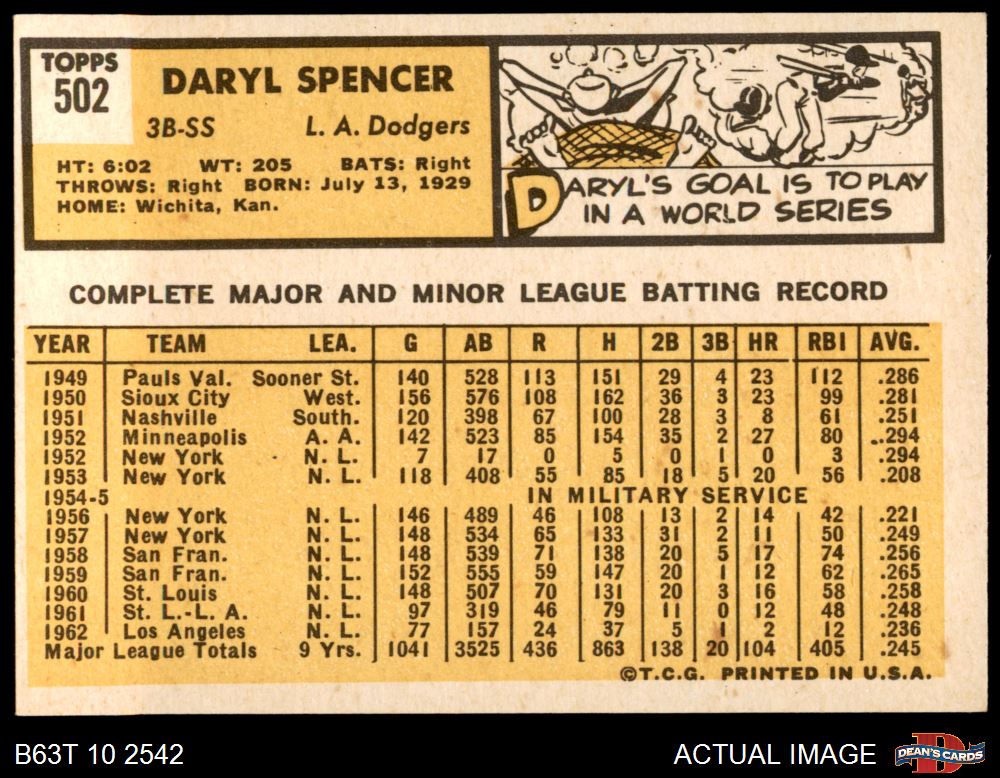 TOPPS
502
DARYL SPENCER
3B-SS L. A. Dodgers
HT: 6:02 WT: 205 BATS: Right
THROWS: Right BORN: July 13, 1929
HOME: Wichita, Kan.
DARYL'S GOAL IS TO PLAY
IN A WORLD SERIES
COMPLETE MAJOR AND MINOR LEAGUE BATTING RECORD
YEAR TEAM LEA. G AB R H 2B 3B HR RBI AVG.
1949 Pauls Val. Sooner St. 140 528 113 151 29 4 23 112 .286
1950 Sioux City West. 156 576 108 162 36 3 23 99 .281
1951 Nashville South. 120 398 67 100 28 3 8 61 .251
1952 Minneapolis A. A. 142 523 85 154 35 2 27 80 .294
1952 New York N. L. 7 17 0 5 0 1 0 3 .294
1953 New York N. L. 118 408 55 85 18 5 20 56 .208
1954-5 IN MILITARY SERVICE
1956 New York N. L. 146 489 46 108 13 2 14 42 .221
1957 New York N. L. 148 534 65 133 31 2 11 50 .249
1958 San Fran. N. L. 148 539 71 138 20 5 17 74 .256
1959 San Fran. N. L. 152 555 59 147 20 1 12 62 .265
1960 St. Louis N. L. 148 507 70 131 20 3 16 58 .258
1961 St. L.-L. A. N. L. 97 319 46 79 11 0 12 48 .248
1962 Los Angeles N. L. 77 157 24 37 5 1 2 12 .236
Major League Totals 9 Yrs. 1041 3525 436 863 138 20 104 405 .245
©T.C.G. PRINTED IN U.S.A.
B63T 10 2542 ACTUAL IMAGE D DEAN'S CARDS